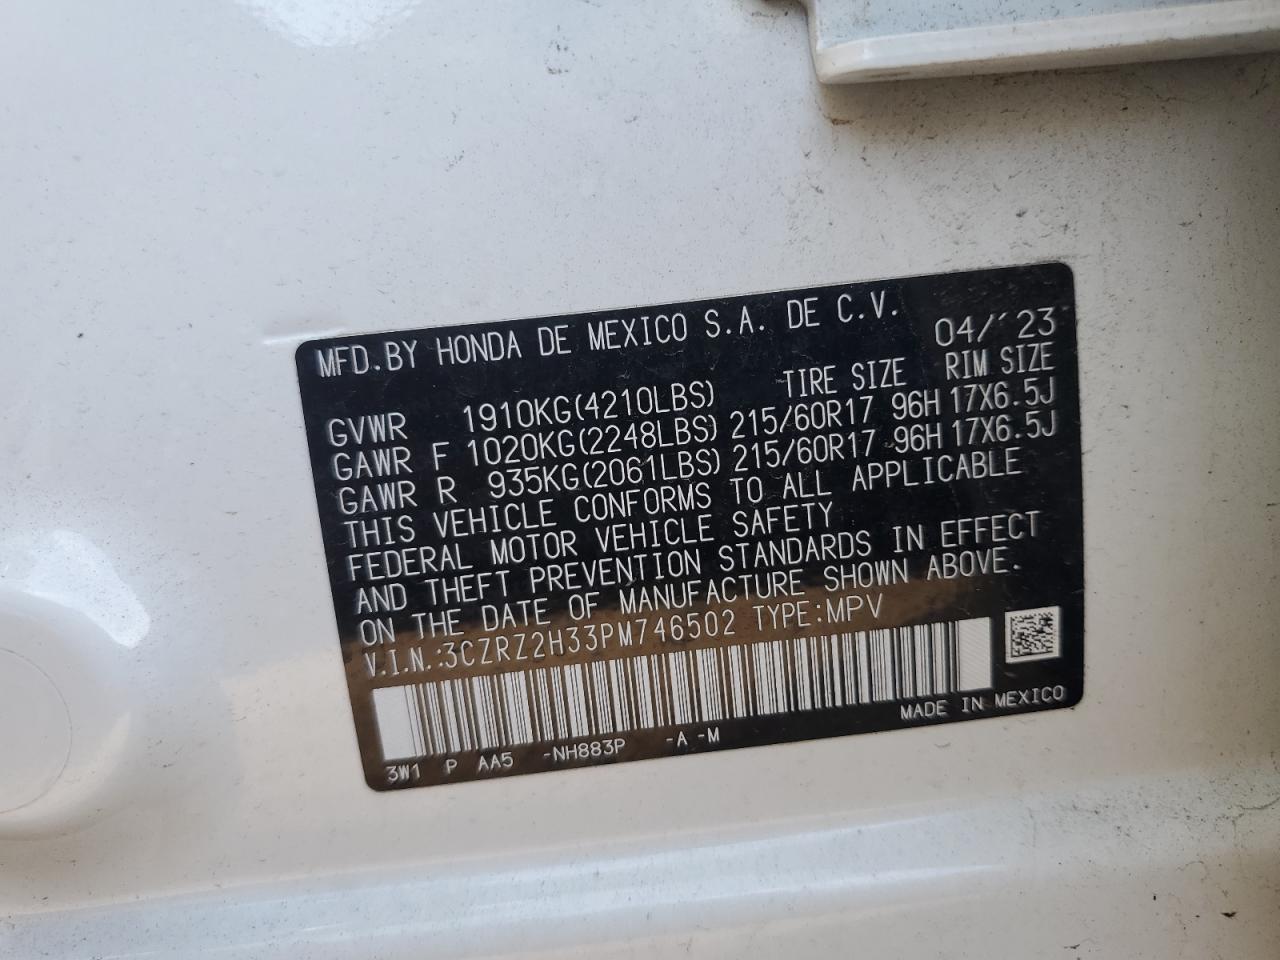 MFD.BY HONDA DE MEXICO S.A. DE C.V. 04/'23
TIRE SIZE RIM SIZE
GVWR 1910KG(4210LBS)
GAWR F 1020KG(2248LBS) 215/60R17 96H 17X6.5J
GAWR R 935KG(2061LBS) 215/60R17 96H 17X6.5J
THIS VEHICLE CONFORMS TO ALL APPLICABLE
FEDERAL MOTOR VEHICLE SAFETY
AND THEFT PREVENTION STANDARDS IN EFFECT
ON THE DATE OF MANUFACTURE SHOWN ABOVE.
V.I.N.:3CZRZ2H33PM746502 TYPE:MPV
MADE IN MEXICO
3W1 P AA5 -NH883P -A -M